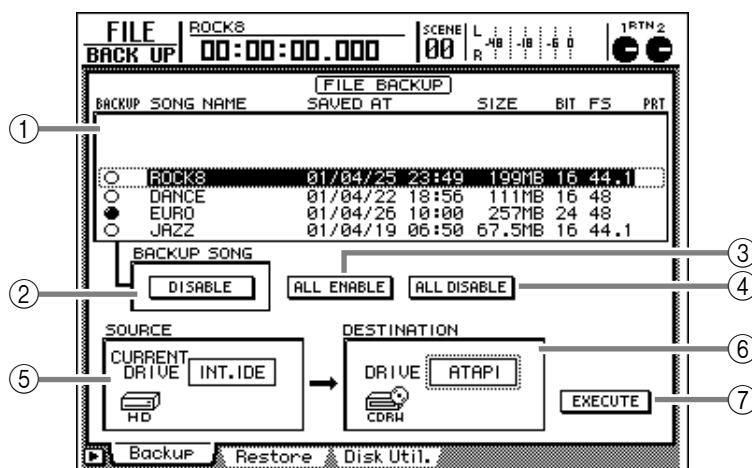 FILE ROCK8 SCENE L 1 RTN 2
BACK UP 00:00:00.000 00 R -48 -18 -6 0
FILE BACKUP
BACKUP SONG NAME SAVED AT SIZE BIT FS PRT
①
ROCK8 01/04/25 23:49 199MB 16 44.1
DANCE 01/04/22 18:56 111MB 16 48
EURO 01/04/26 10:00 257MB 24 48
JAZZ 01/04/19 06:50 67.5MB 16 44.1
BACKUP SONG ③
② DISABLE ALL ENABLE ALL DISABLE ④
SOURCE DESTINATION ⑥
CURRENT
⑤ DRIVE INT.IDE DRIVE ATAPI
HD CDRW EXECUTE ⑦
Backup Restore Disk Util.